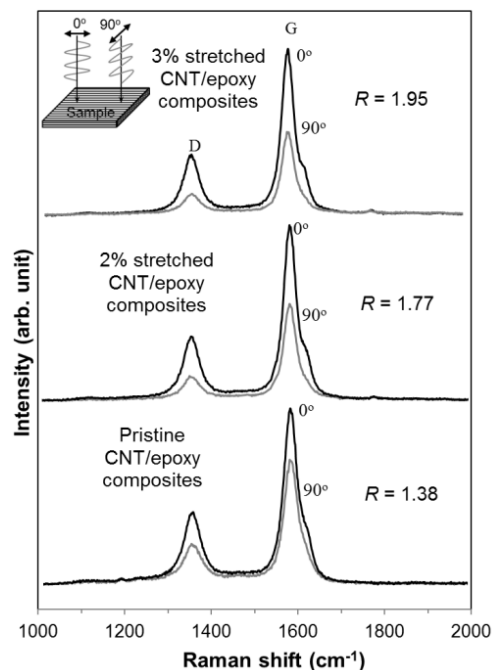 0° 90°
Sample
G
3% stretched
CNT/epoxy
composites
0°
90°
D
R = 1.95
2% stretched
CNT/epoxy
composites
0°
90°
R = 1.77
Pristine
CNT/epoxy
composites
0°
90°
R = 1.38
Intensity (arb. unit)
1000 1200 1400 1600 1800 2000
Raman shift (cm⁻¹)